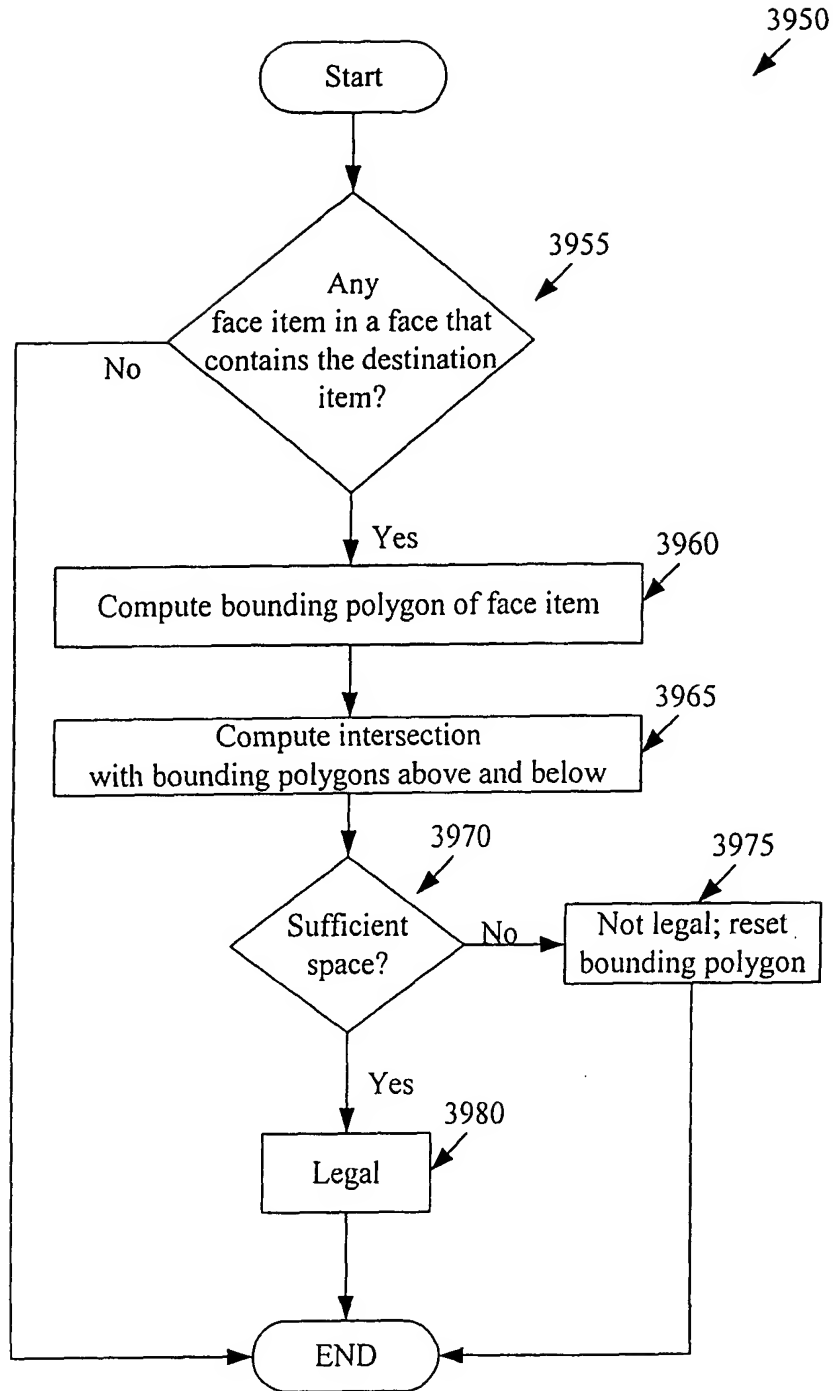 3950
Start
3955
Any
face item in a face that
contains the destination
item?
No
Yes
3960
Compute bounding polygon of face item
3965
Compute intersection
with bounding polygons above and below
3970
3975
Sufficient
space?
No
Not legal; reset
bounding polygon
Yes
3980
Legal
END